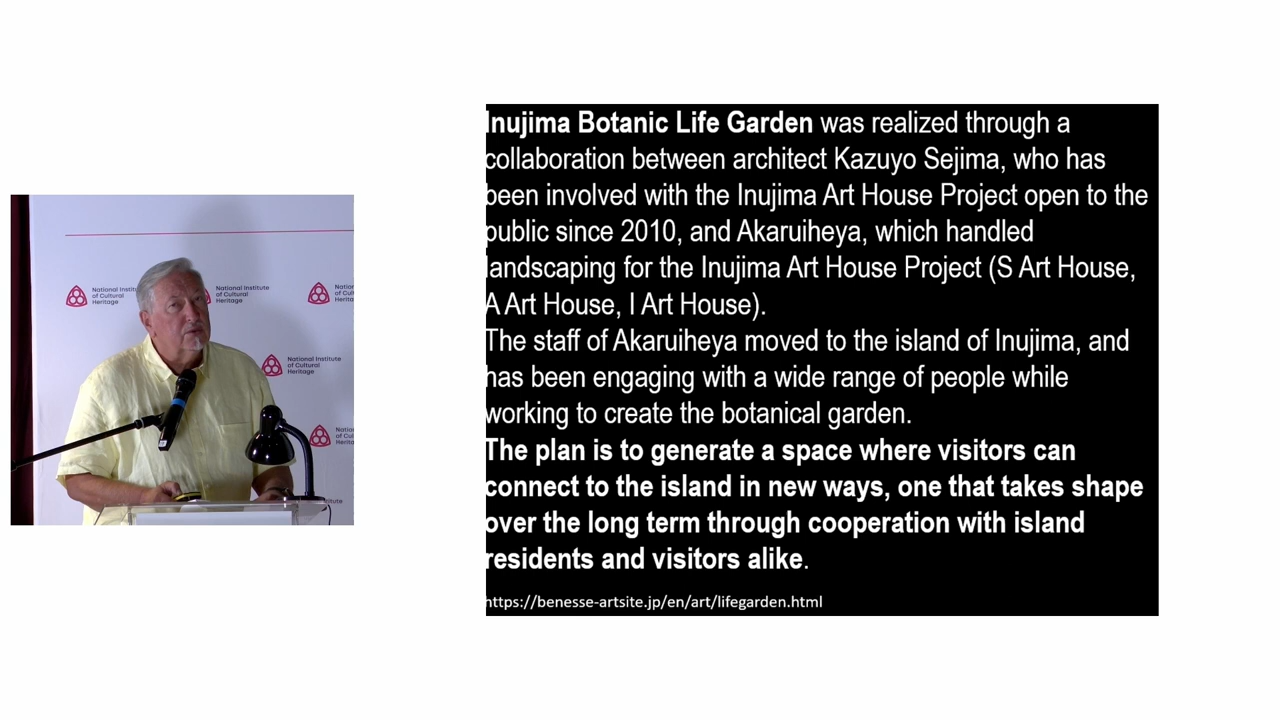 National Institute
of Cultural
Heritage
National Institute
of Cultural
Heritage
National Institute
of Cultural
Heritage
Inujima Botanic Life Garden was realized through a
collaboration between architect Kazuyo Sejima, who has
been involved with the Inujima Art House Project open to the
public since 2010, and Akaruiheya, which handled
landscaping for the Inujima Art House Project (S Art House,
A Art House, I Art House).
The staff of Akaruiheya moved to the island of Inujima, and
has been engaging with a wide range of people while
working to create the botanical garden.
The plan is to generate a space where visitors can
connect to the island in new ways, one that takes shape
over the long term through cooperation with island
residents and visitors alike.
https://benesse-artsite.jp/en/art/lifegarden.html